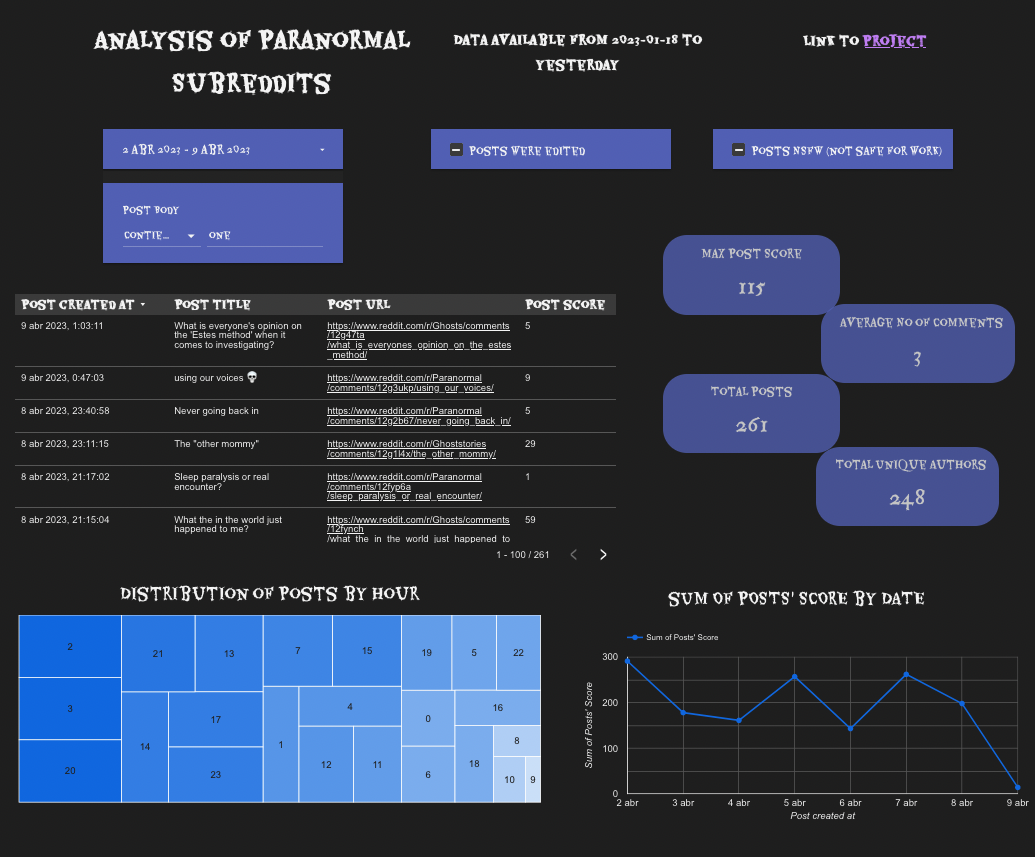 ANALYSIS OF PARANORMAL
SUBREDDITS
DATA AVAILABLE FROM 2023-01-18 TO
YESTERDAY
LINK TO PROJECT
2 ABR 2023 - 9 ABR 2023
POSTS WERE EDITED
POSTS NSFW (NOT SAFE FOR WORK)
POST BODY
CONTIE... ONE
MAX POST SCORE
115
AVERAGE NO OF COMMENTS
3
TOTAL POSTS
261
TOTAL UNIQUE AUTHORS
248
POST CREATED AT POST TITLE POST URL POST SCORE
9 abr 2023, 1:03:11 What is everyone's opinion on https://www.reddit.com/r/Ghosts/comments 5
the 'Estes method' when it /12g47ta
comes to investigating? /what_is_everyones_opinion_on_the_estes
_method/
9 abr 2023, 0:47:03 using our voices 💀 https://www.reddit.com/r/Paranormal 9
/comments/12g3ukp/using_our_voices/
8 abr 2023, 23:40:58 Never going back in https://www.reddit.com/r/Paranormal 5
/comments/12g2b67/never_going_back_in/
8 abr 2023, 23:11:15 The "other mommy" https://www.reddit.com/r/Ghoststories 29
/comments/12g1l4x/the_other_mommy/
8 abr 2023, 21:17:02 Sleep paralysis or real https://www.reddit.com/r/Paranormal 1
encounter? /comments/12fyp6a
/sleep_paralysis_or_real_encounter/
8 abr 2023, 21:15:04 What the in the world just https://www.reddit.com/r/Ghosts/comments 59
happened to me? /12fynch
/what_the_in_the_world_just_happened_to
1 - 100 / 261
DISTRIBUTION OF POSTS BY HOUR
2
3
20
21
13
14
17
23
7
15
1
4
12
11
19
5
22
0
16
6
18
8
10
9
SUM OF POSTS' SCORE BY DATE
Sum of Posts' Score
Sum of Posts' Score
300
200
100
0
2 abr 3 abr 4 abr 5 abr 6 abr 7 abr 8 abr 9 abr
Post created at